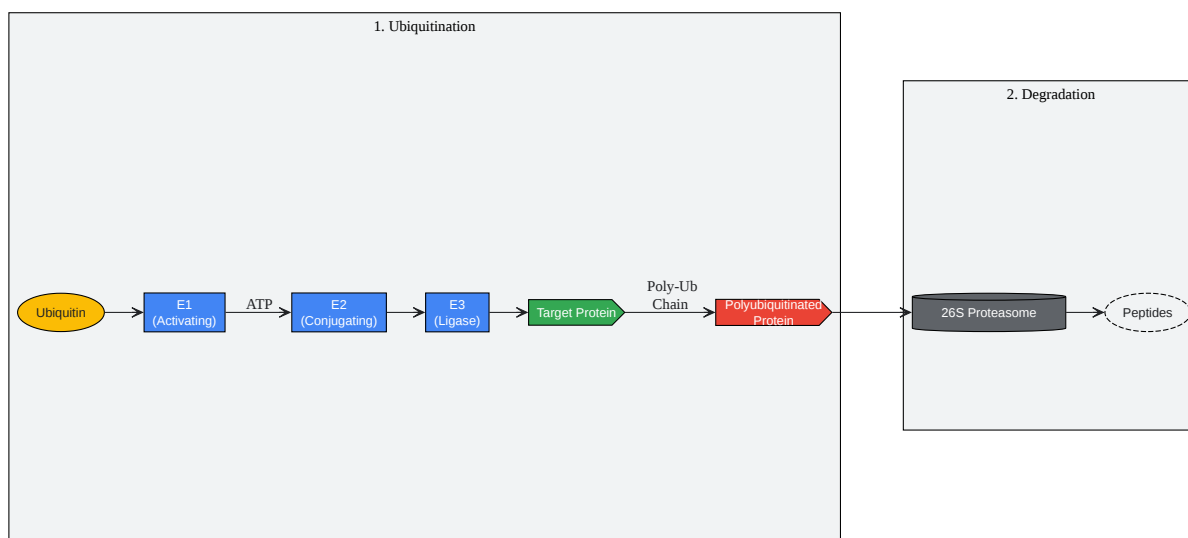 1. Ubiquitination
2. Degradation
Ubiquitin
E1
(Activating)
ATP
E2
(Conjugating)
E3
(Ligase)
Target Protein
Poly-Ub
Chain
Polyubiquitinated
Protein
26S Proteasome
Peptides